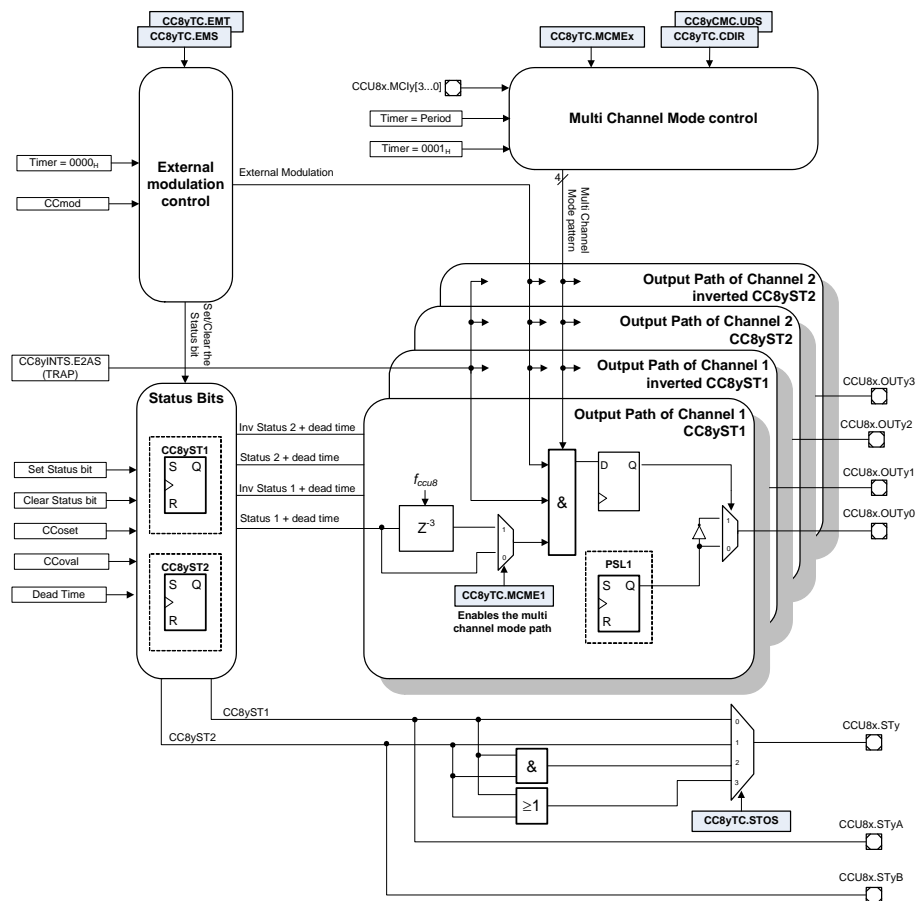 CC8yTC.EMT
CC8yTC.EMS
CC8yTC.MCMEx
CC8yCMC.UDS
CC8yTC.CDIR
External
modulation
control
Timer = 0000H
CCmod
CCU8x.MCIy[3...0]
Timer = Period
Timer = 0001H
Multi Channel Mode control
External Modulation
4
Multi Channel
Mode pattern
Set/Clear the
Status bit
CC8yINTS.E2AS
(TRAP)
Output Path of Channel 2
inverted CC8yST2
Output Path of Channel 2
CC8yST2
Output Path of Channel 1
inverted CC8yST1
Output Path of Channel 1
CC8yST1
CCU8x.OUTy3
CCU8x.OUTy2
CCU8x.OUTy1
CCU8x.OUTy0
Status Bits
CC8yST1
S Q
R
CC8yST2
S Q
R
Set Status bit
Clear Status bit
CCoset
CCoval
Dead Time
Inv Status 2 + dead time
Status 2 + dead time
Inv Status 1 + dead time
Status 1 + dead time
fccu8
Z-3
1
0
CC8yTC.MCME1
Enables the multi
channel mode path
&
D Q
PSL1
S Q
R
1
0
CC8yST1
CC8yST2
&
≥1
0
1
2
3
CC8yTC.STOS
CCU8x.STy
CCU8x.STyA
CCU8x.STyB